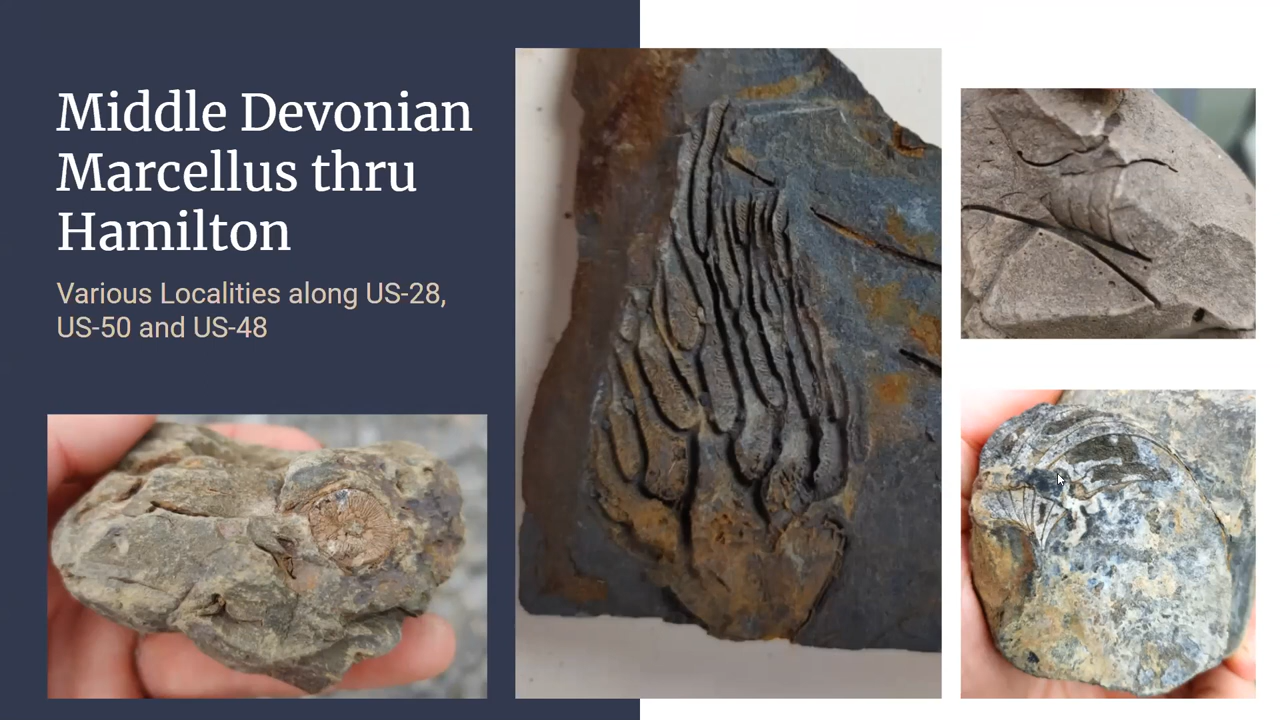 Middle Devonian
Marcellus thru
Hamilton
Various Localities along US-28,
US-50 and US-48